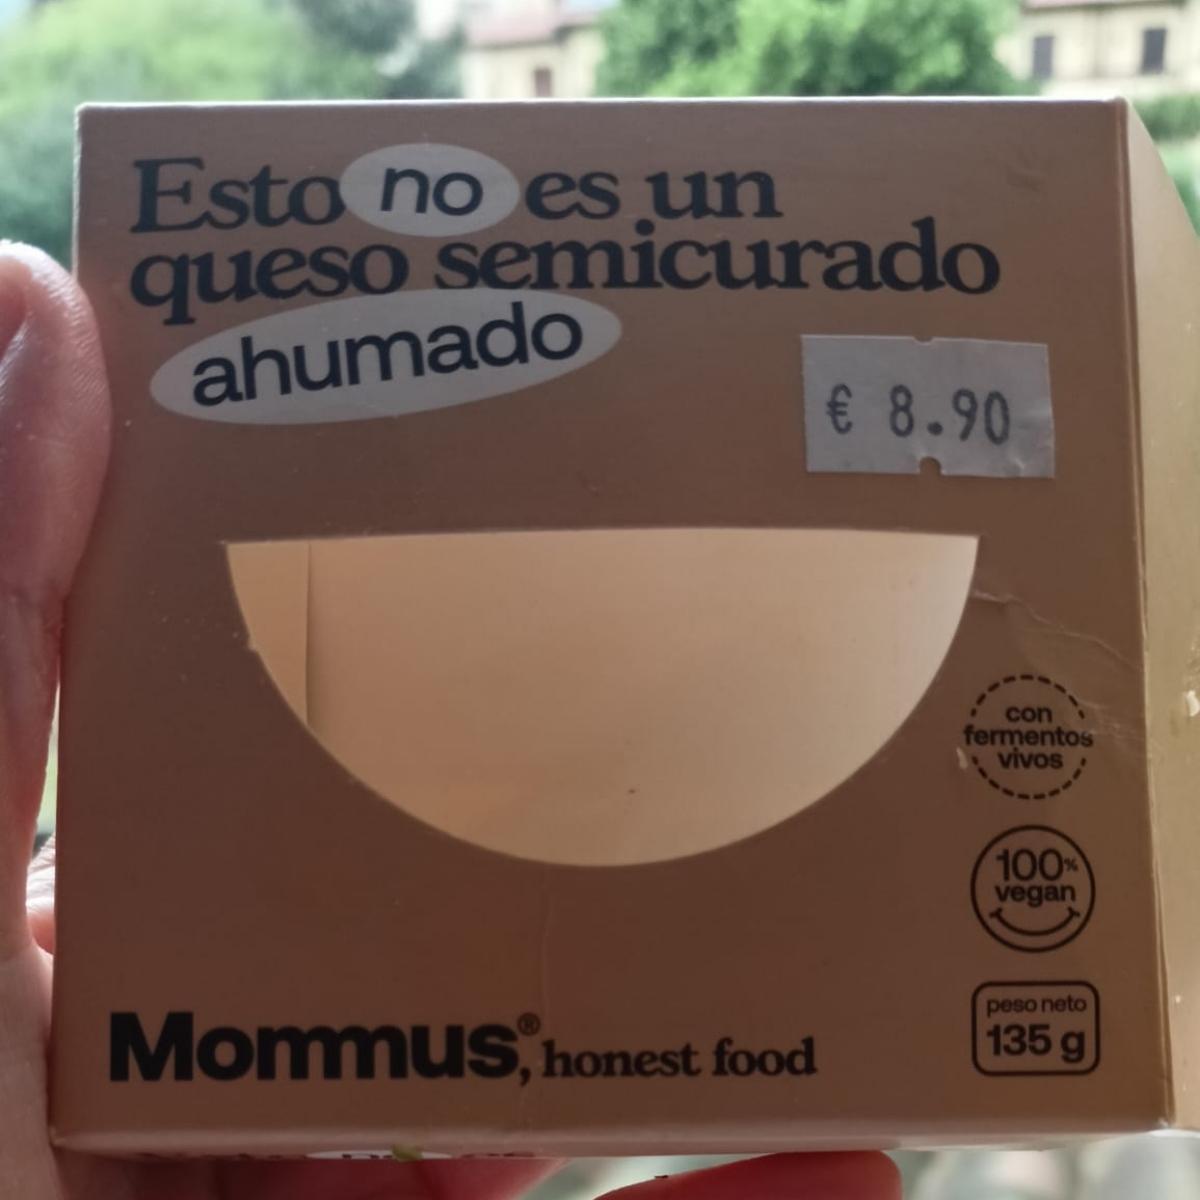 Esto no es un
queso semicurado
ahumado
€ 8.90
con
fermentos
vivos
100%
vegan
peso neto
135 g
Mommus®, honest food